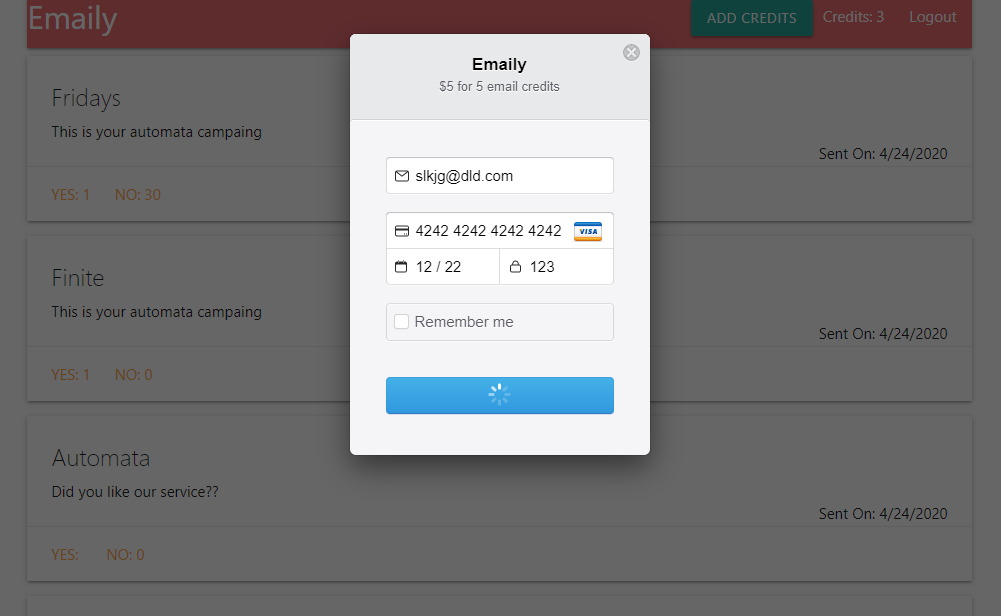 Emaily
ADD CREDITS Credits: 3 Logout
Emaily
$5 for 5 email credits
slkjg@dld.com
4242 4242 4242 4242 VISA
12 / 22 123
Remember me
Fridays
This is your automata campaing
Sent On: 4/24/2020
YES: 1 NO: 30
Finite
This is your automata campaing
Sent On: 4/24/2020
YES: 1 NO: 0
Automata
Did you like our service??
Sent On: 4/24/2020
YES: NO: 0